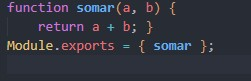 function somar(a, b) {
    return a + b; }
Module.exports = { somar };